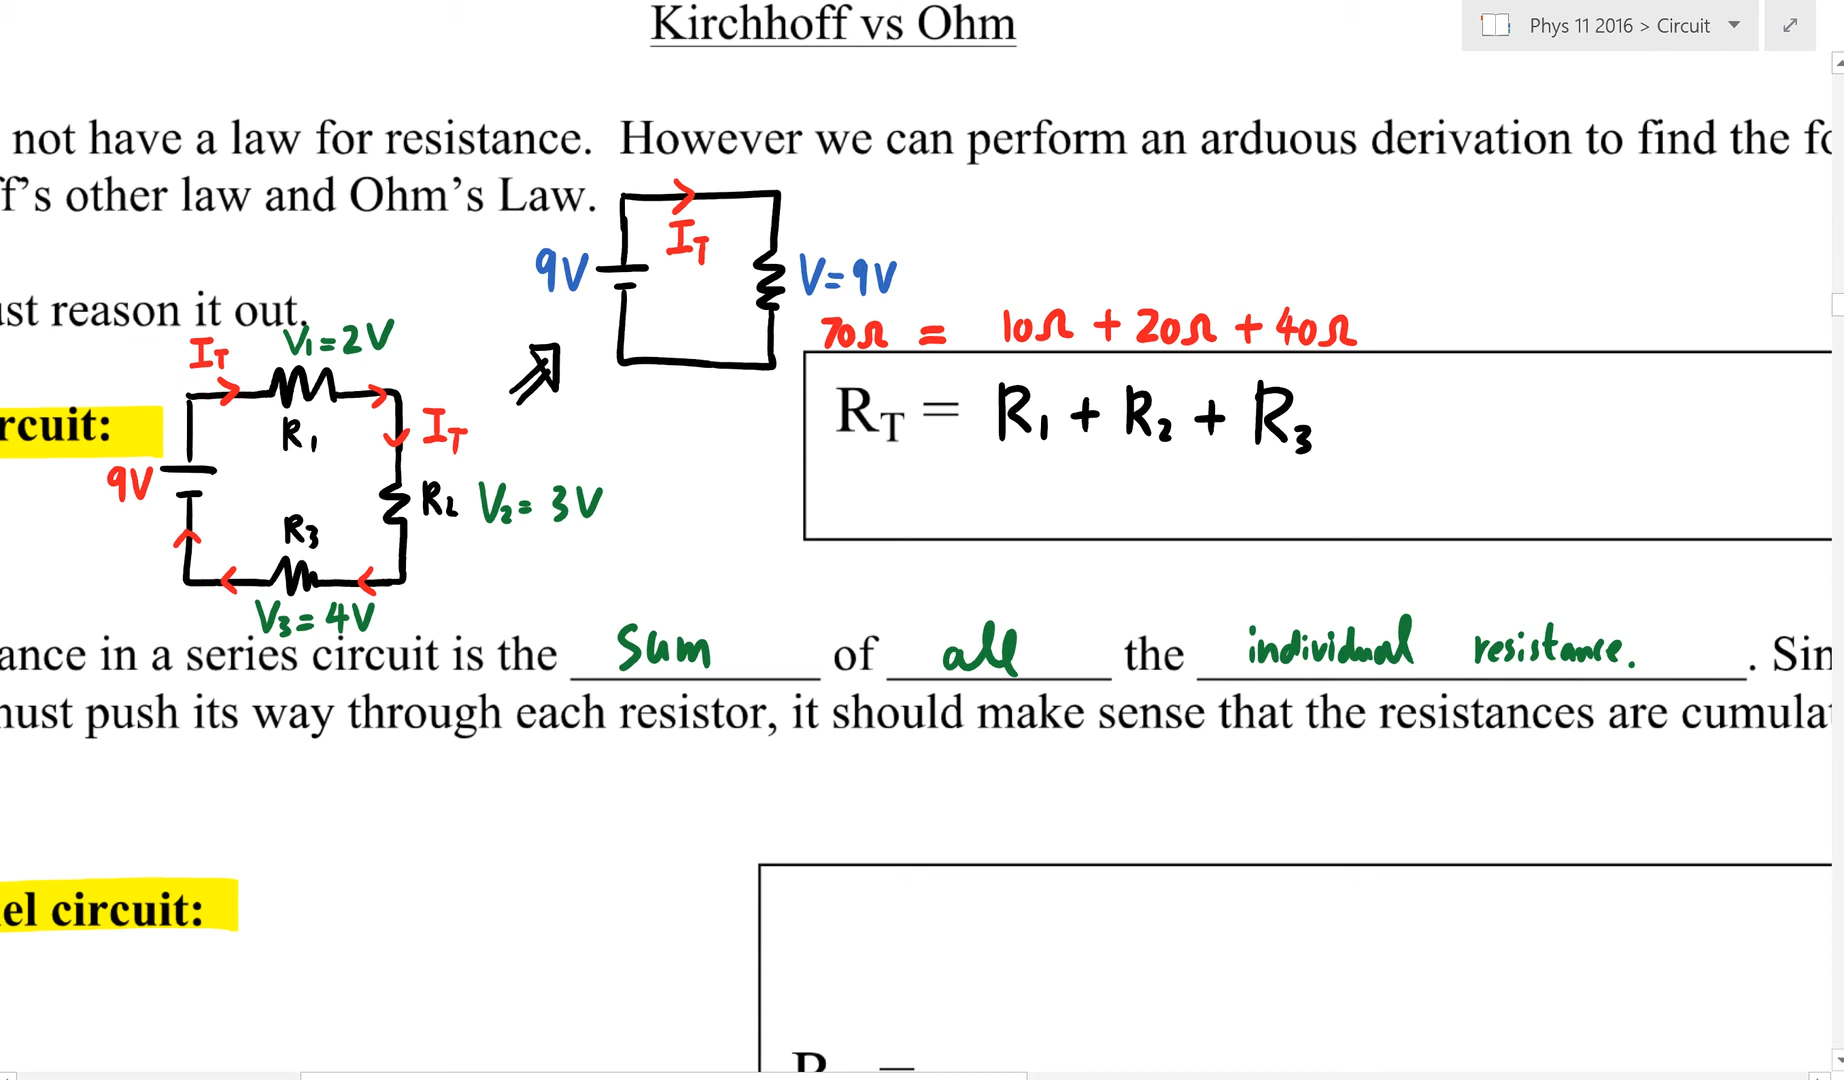 Kirchhoff vs Ohm
Phys 11 2016 > Circuit
not have a law for resistance. However we can perform an arduous derivation to find the fo
f's other law and Ohm's Law.
IT
9V
V=9V
ust reason it out.
V1=2V
IT
70Ω = 10Ω + 20Ω + 40Ω
RT = R1 + R2 + R3
rcuit:
R1
IT
9V
R2 V2= 3V
R3
V3= 4V
ance in a series circuit is the sum of all the individual resistance. . Sin
must push its way through each resistor, it should make sense that the resistances are cumulat
el circuit: